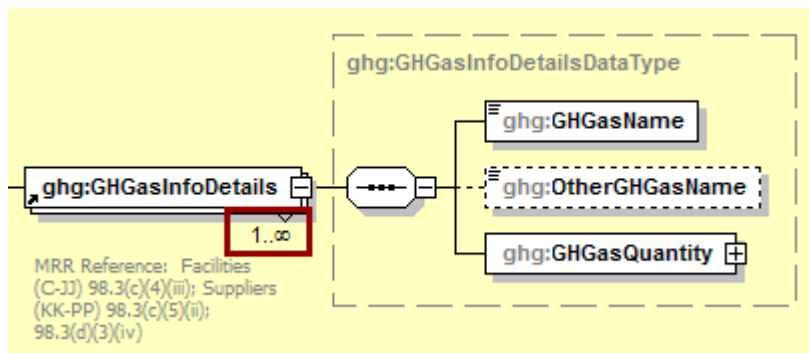 ghg:GHGasInfoDetailsDataType
ghg:GHGasName
ghg:GHGasInfoDetails
ghg:OtherGHGasName
1..∞
ghg:GHGasQuantity
MRR Reference:  Facilities
(C-JJ) 98.3(c)(4)(iii); Suppliers
(KK-PP) 98.3(c)(5)(ii);
98.3(d)(3)(iv)